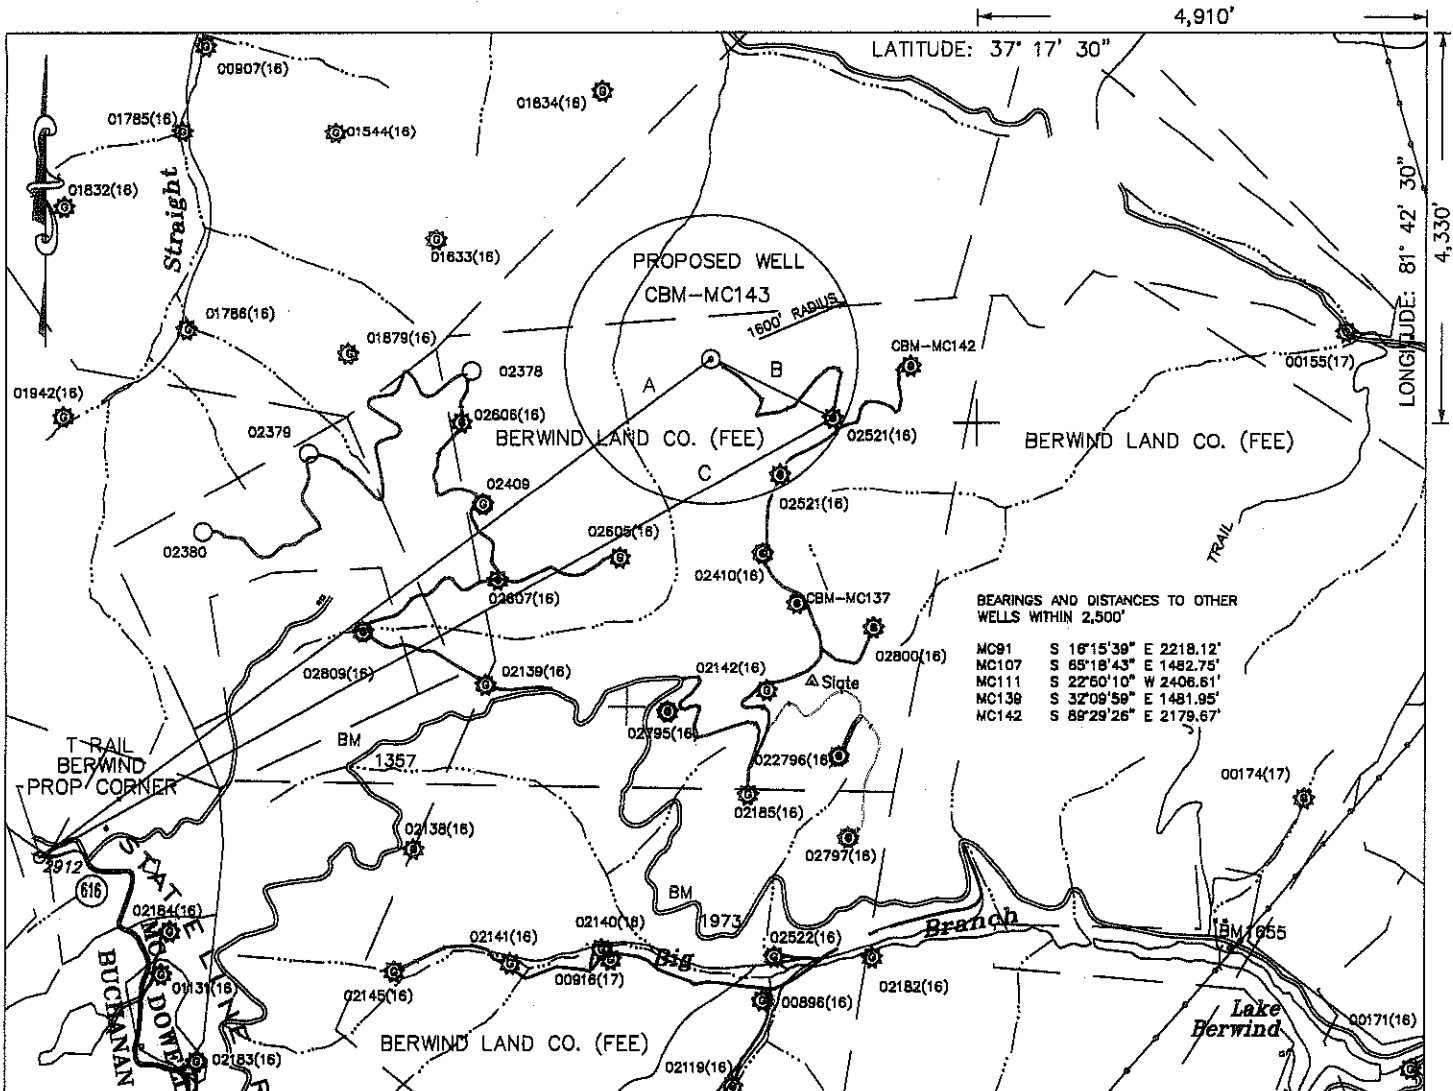 4,910'
LATITUDE: 37° 17' 30"
00907(16)
01834(16)
01785(16)
01544(16)
01832(16)
Straight
LONGITUDE: 81° 42' 30"
4,330'
01633(16)
PROPOSED WELL
CBM-MC143
1600' RADIUS
01786(16)
01879(16)
CBM-MC142
00155(17)
02378
A
B
01942(16)
02606(16)
02379
BERWIND LAND CO. (FEE)
02521(16)
BERWIND LAND CO. (FEE)
C
02409
02521(16)
02380
02605(16)
TRAIL
02410(16)
02607(16)
CBM-MC137
BEARINGS AND DISTANCES TO OTHER
WELLS WITHIN 2,500'
MC91 S 16°15'39" E 2218.12'
MC107 S 65°18'43" E 1482.75'
MC111 S 22°50'10" W 2406.61'
MC139 S 32°09'59" E 1481.95'
MC142 S 89°29'26" E 2179.67'
02800(16)
02809(16)
02139(16)
02142(16)
Sigte
02795(16)
T RAIL
BERWIND
PROP CORNER
BM
1357
022796(16)
00174(17)
02185(16)
02138(16)
02797(16)
2912
616
STATE LINE
BM
1973
02184(16)
MC DOWELL
BUCHANAN
02140(16)
02141(16)
Big
Branch
02522(16)
BM 1655
01131(16)
02145(16)
00916(17)
02182(16)
00896(16)
Lake
Berwind
00171(16)
BERWIND LAND CO. (FEE)
02183(16)
02119(16)